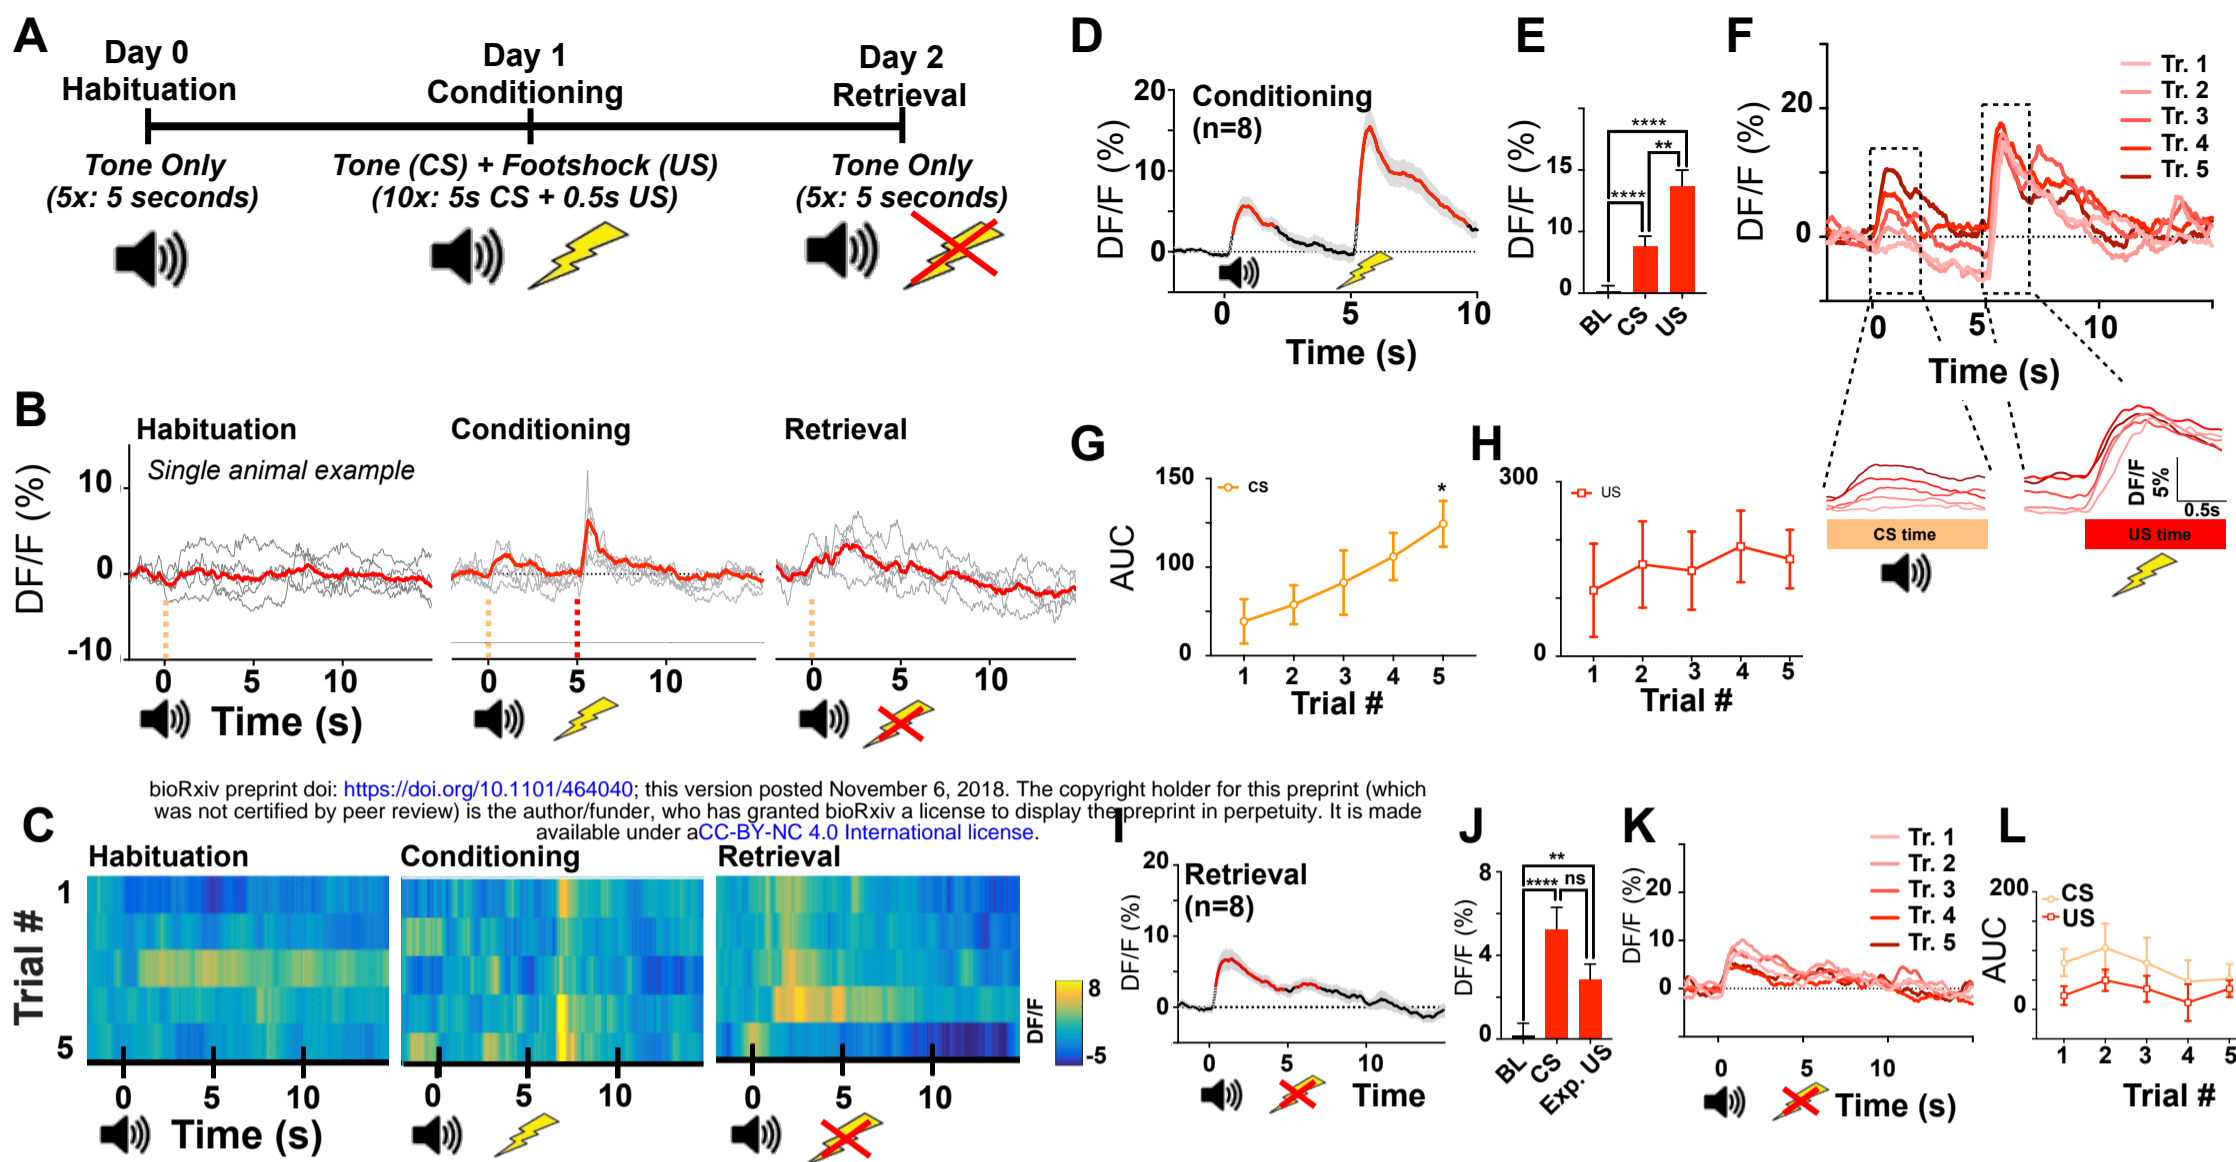 A
Day 0
Habituation
Day 1
Conditioning
Day 2
Retrieval
Tone Only
(5x: 5 seconds)
Tone (CS) + Footshock (US)
(10x: 5s CS + 0.5s US)
Tone Only
(5x: 5 seconds)
B
Habituation
Conditioning
Retrieval
Single animal example
DF/F (%)
10
0
-10
0 5 10
0 5 10
0 5 10
Time (s)
bioRxiv preprint doi: https://doi.org/10.1101/464040; this version posted November 6, 2018. The copyright holder for this preprint (which
was not certified by peer review) is the author/funder, who has granted bioRxiv a license to display the preprint in perpetuity. It is made
available under aCC-BY-NC 4.0 International license.
C
Habituation
Conditioning
Retrieval
Trial #
1
5
0 5 10
0 5 10
0 5 10
Time (s)
DF/F
8
-5
D
Conditioning
(n=8)
DF/F (%)
20
10
0
0 5 10
Time (s)
E
DF/F (%)
15
10
0
****
**
****
BL
CS
US
F
DF/F (%)
20
0
0 5 10
Time (s)
Tr. 1
Tr. 2
Tr. 3
Tr. 4
Tr. 5
DF/F
5%
0.5s
CS time
US time
G
CS
*
AUC
150
100
0
1 2 3 4 5
Trial #
H
US
300
0
1 2 3 4 5
Trial #
I
Retrieval
(n=8)
DF/F (%)
20
10
0
0 5 10
Time
J
DF/F (%)
8
4
0
**
****
ns
BL
CS
Exp. US
K
DF/F (%)
20
10
0
0 5 10
Time (s)
Tr. 1
Tr. 2
Tr. 3
Tr. 4
Tr. 5
L
CS
US
AUC
200
0
1 2 3 4 5
Trial #